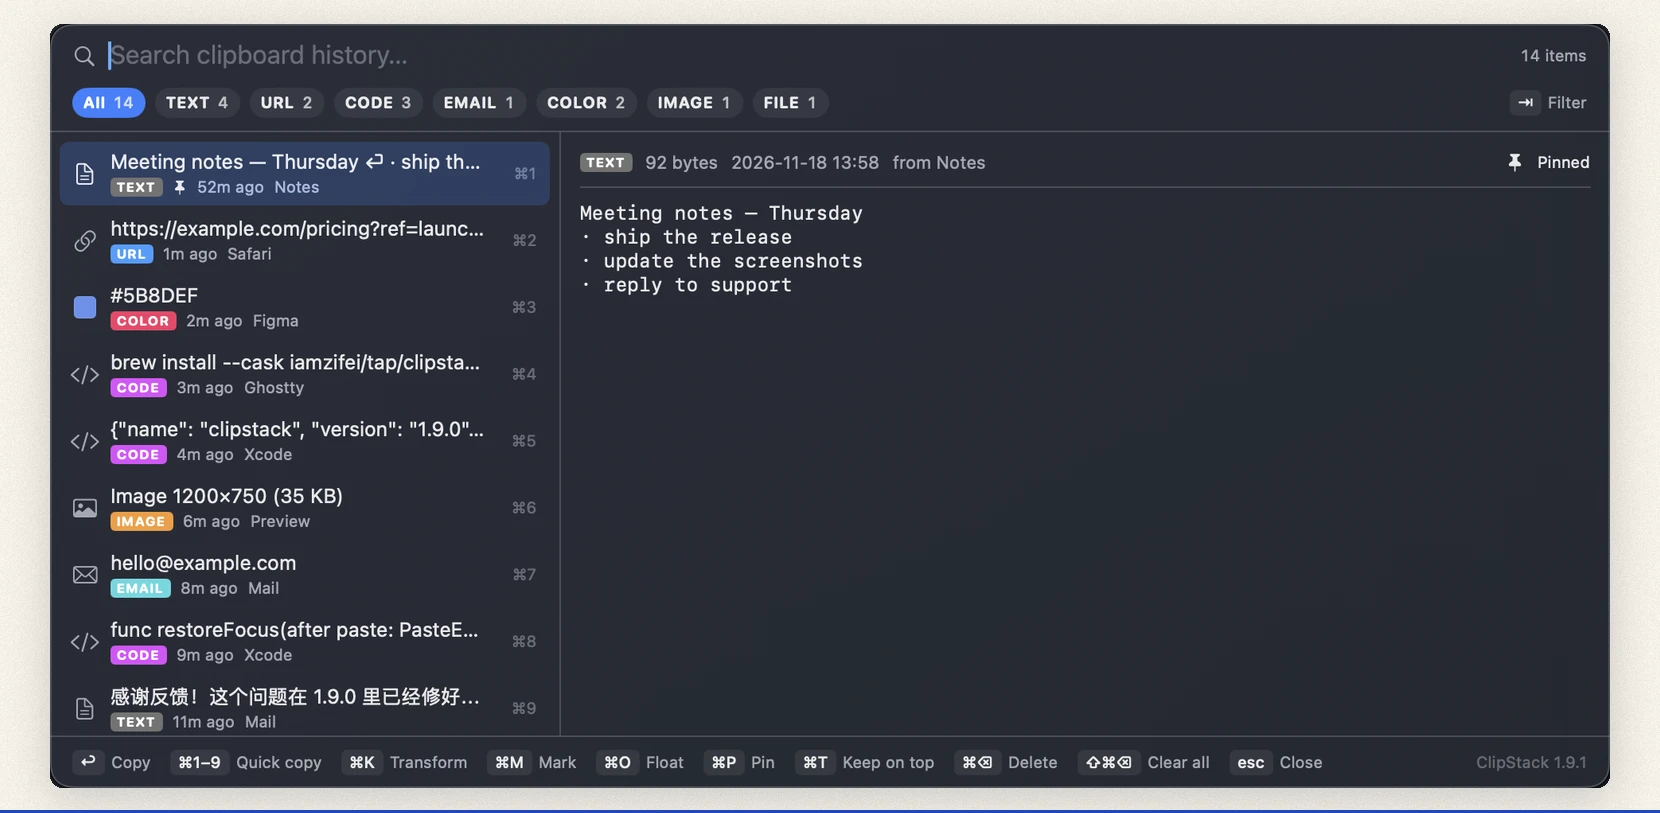 Search clipboard history...
14 items
All 14 TEXT 4 URL 2 CODE 3 EMAIL 1 COLOR 2 IMAGE 1 FILE 1
⇥ Filter
Meeting notes — Thursday ⏎ · ship th...
⌘1
TEXT 52m ago Notes
https://example.com/pricing?ref=launc...
⌘2
URL 1m ago Safari
#5B8DEF
⌘3
COLOR 2m ago Figma
brew install --cask iamzifei/tap/clipsta...
⌘4
CODE 3m ago Ghostty
{"name": "clipstack", "version": "1.9.0"...
⌘5
CODE 4m ago Xcode
Image 1200×750 (35 KB)
⌘6
IMAGE 6m ago Preview
hello@example.com
⌘7
EMAIL 8m ago Mail
func restoreFocus(after paste: PasteE...
⌘8
CODE 9m ago Xcode
感谢反馈！这个问题在 1.9.0 里已经修好...
⌘9
TEXT 11m ago Mail
TEXT 92 bytes 2026-11-18 13:58 from Notes
Pinned
Meeting notes — Thursday
· ship the release
· update the screenshots
· reply to support
↩ Copy ⌘1–9 Quick copy ⌘K Transform ⌘M Mark ⌘O Float ⌘P Pin ⌘T Keep on top ⌘⌫ Delete ⇧⌘⌫ Clear all esc Close
ClipStack 1.9.1